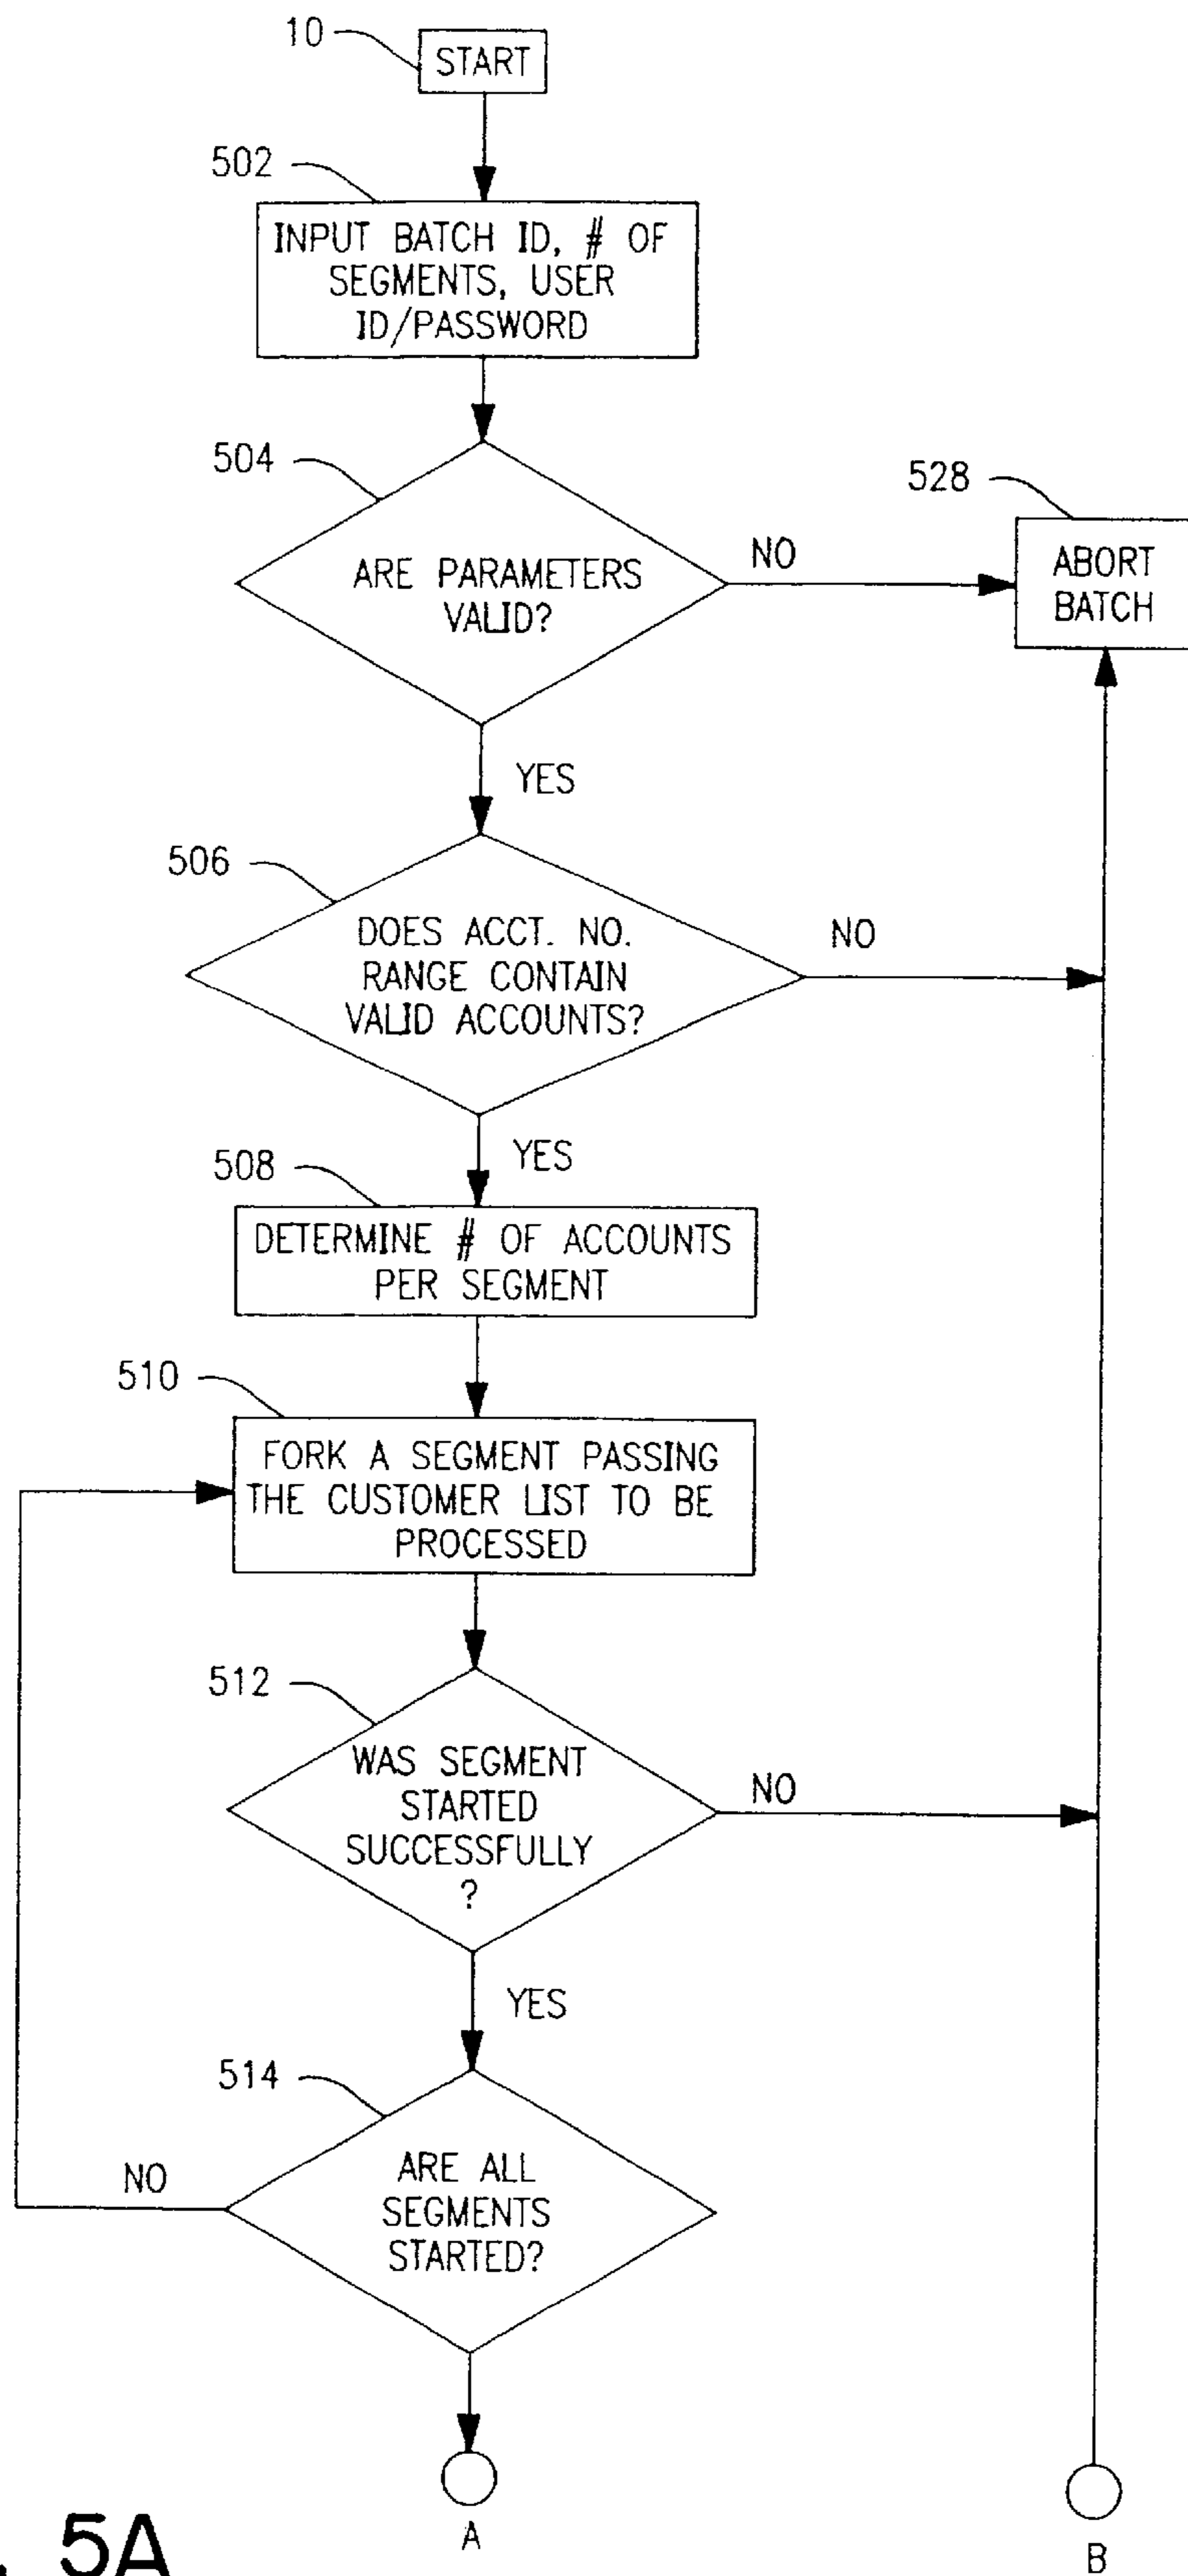 10
START
502
INPUT BATCH ID, # OF
SEGMENTS, USER
ID/PASSWORD
504
ARE PARAMETERS
VALID?
NO
528
ABORT
BATCH
YES
506
DOES ACCT. NO.
RANGE CONTAIN
VALID ACCOUNTS?
NO
YES
508
DETERMINE # OF ACCOUNTS
PER SEGMENT
510
FORK A SEGMENT PASSING
THE CUSTOMER LIST TO BE
PROCESSED
512
WAS SEGMENT
STARTED
SUCCESSFULLY
?
NO
YES
514
ARE ALL
SEGMENTS
STARTED?
NO
A
B
. 5A